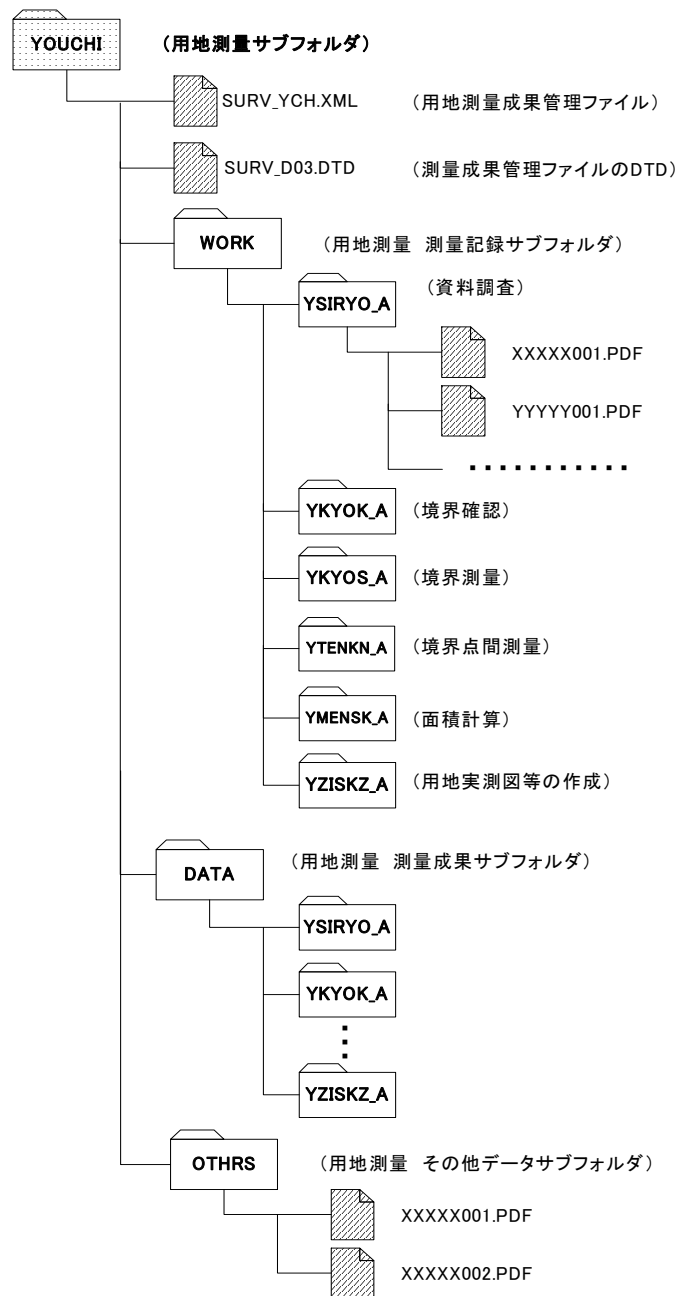 YOUCHI （用地測量サブフォルダ）
SURV_YCH.XML （用地測量成果管理ファイル）
SURV_D03.DTD （測量成果管理ファイルのDTD）
WORK （用地測量 測量記録サブフォルダ）
YSIRYO_A （資料調査）
XXXXX001.PDF
YYYYY001.PDF
YKYOK_A （境界確認）
YKYOS_A （境界測量）
YTENKN_A （境界点間測量）
YMENSK_A （面積計算）
YZISKZ_A （用地実測図等の作成）
DATA （用地測量 測量成果サブフォルダ）
YSIRYO_A
YKYOK_A
YZISKZ_A
OTHRS （用地測量 その他データサブフォルダ）
XXXXX001.PDF
XXXXX002.PDF